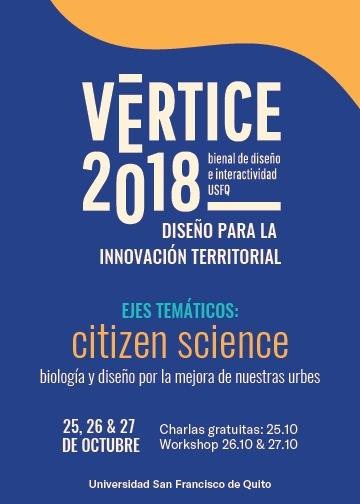 VERTICE
2018
bienal de diseño
e interactividad
USFQ
DISEÑO PARA LA
INNOVACIÓN TERRITORIAL
EJES TEMÁTICOS:
citizen science
biología y diseño por la mejora de nuestras urbes
25, 26 & 27
DE OCTUBRE
Charlas gratuitas: 25.10
Workshop 26.10 & 27.10
Universidad San Francisco de Quito